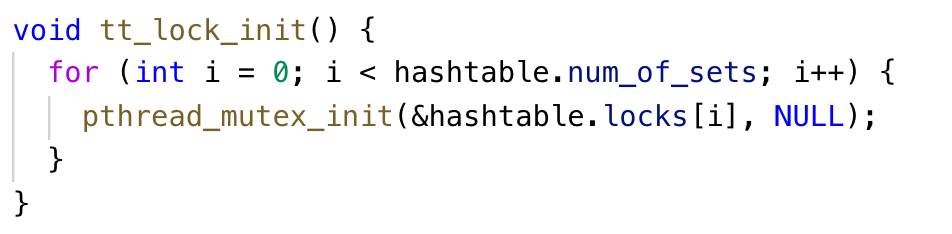 void tt_lock_init() {
  for (int i = 0; i < hashtable.num_of_sets; i++) {
    pthread_mutex_init(&hashtable.locks[i], NULL);
  }
}